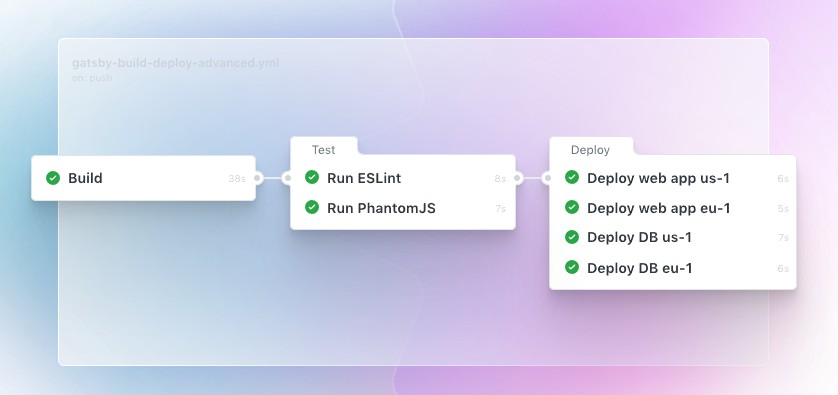 gatsby-build-deploy-advanced.yml
on: push
Build 38s
Test
Run ESLint 8s
Run PhantomJS 7s
Deploy
Deploy web app us-1 6s
Deploy web app eu-1 5s
Deploy DB us-1 7s
Deploy DB eu-1 6s